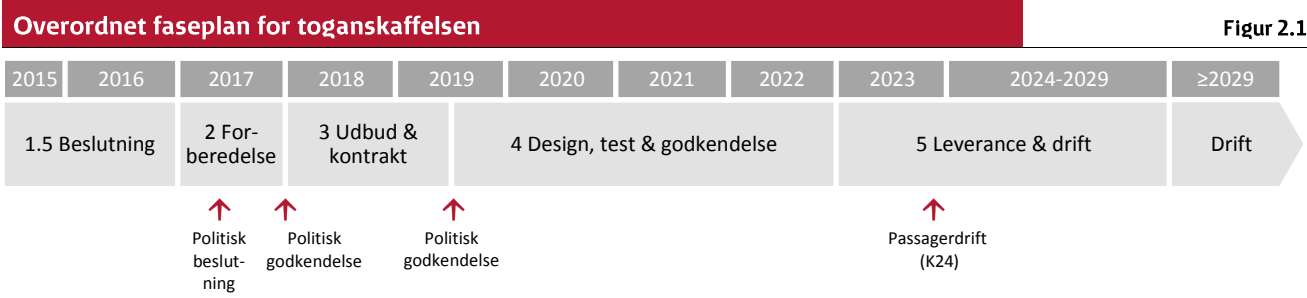 Overordnet faseplan for toganskaffelsen
Figur 2.1
2015 2016 2017 2018 2019 2020 2021 2022 2023 2024-2029 ≥2029
1.5 Beslutning
2 For-
beredelse
3 Udbud &
kontrakt
4 Design, test & godkendelse
5 Leverance & drift
Drift
Politisk
beslut-
ning
Politisk
godkendelse
Politisk
godkendelse
Passagerdrift
(K24)